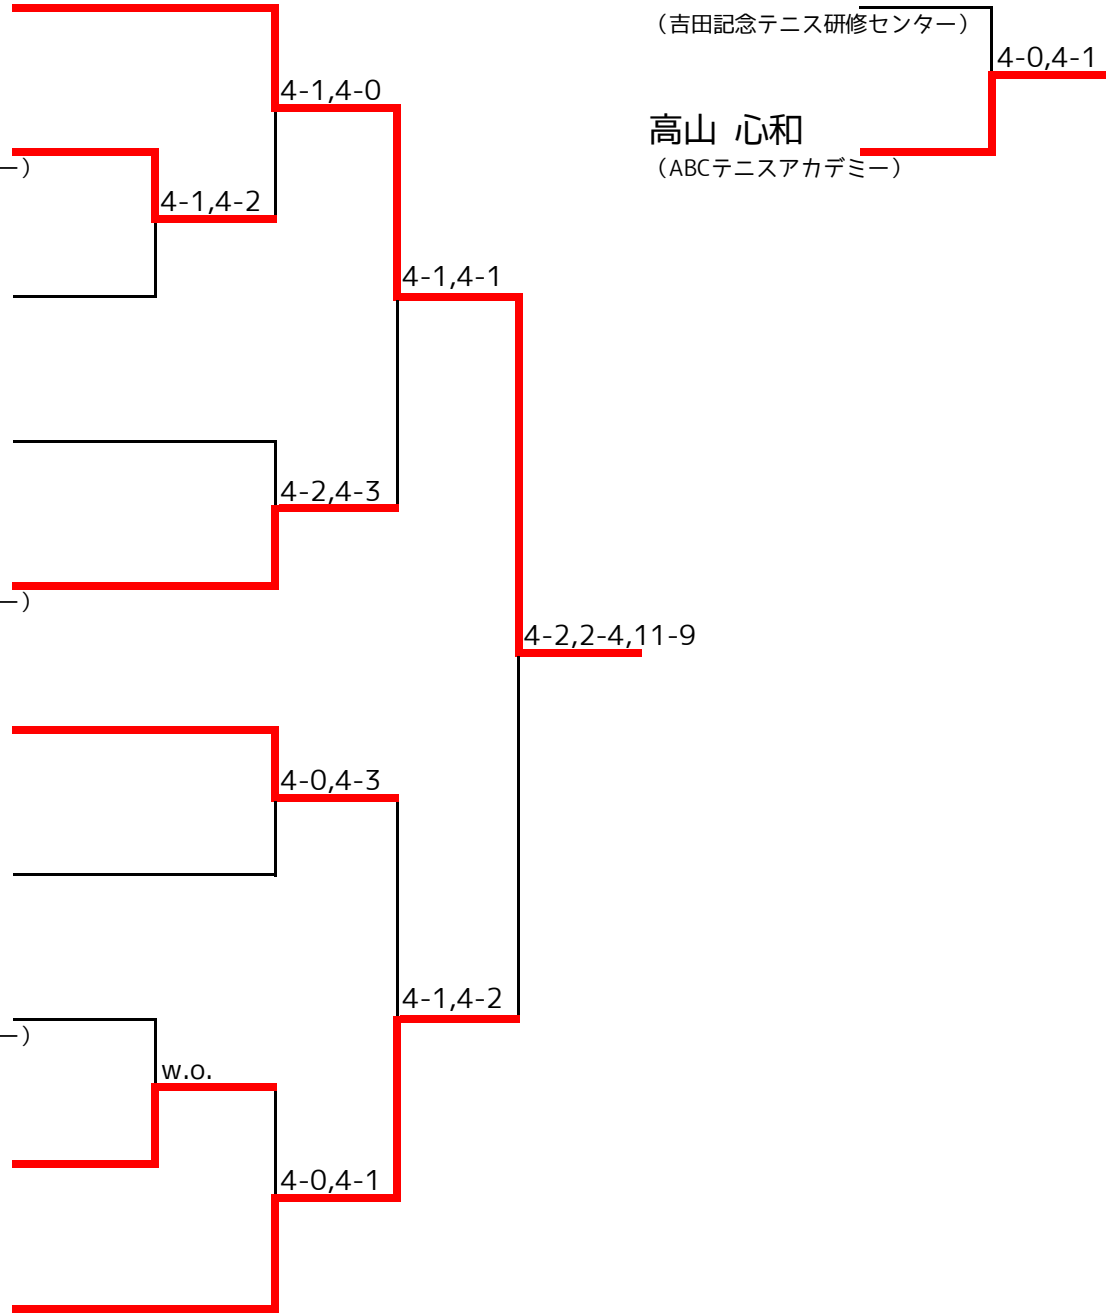 （吉田記念テニス研修センター）
4-0,4-1
高山 心和
（ABCテニスアカデミー）
4-1,4-0
ー）
4-1,4-2
4-1,4-1
4-2,4-3
ー）
4-2,2-4,11-9
4-0,4-3
4-1,4-2
ー）
w.o.
4-0,4-1